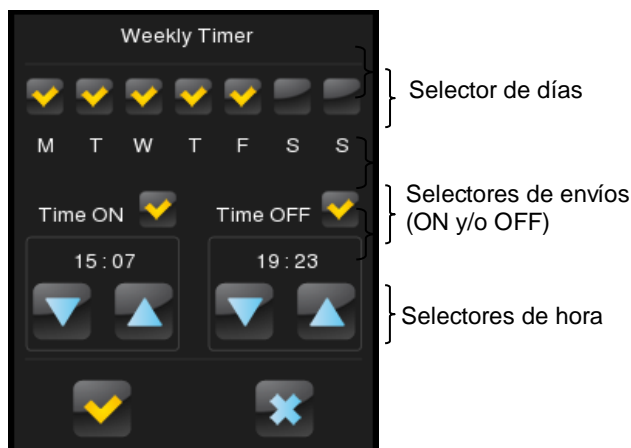 Weekly Timer
Selector de días
M T W T F S S
Time ON Time OFF
Selectores de envíos
(ON y/o OFF)
15:07 19:23
Selectores de hora